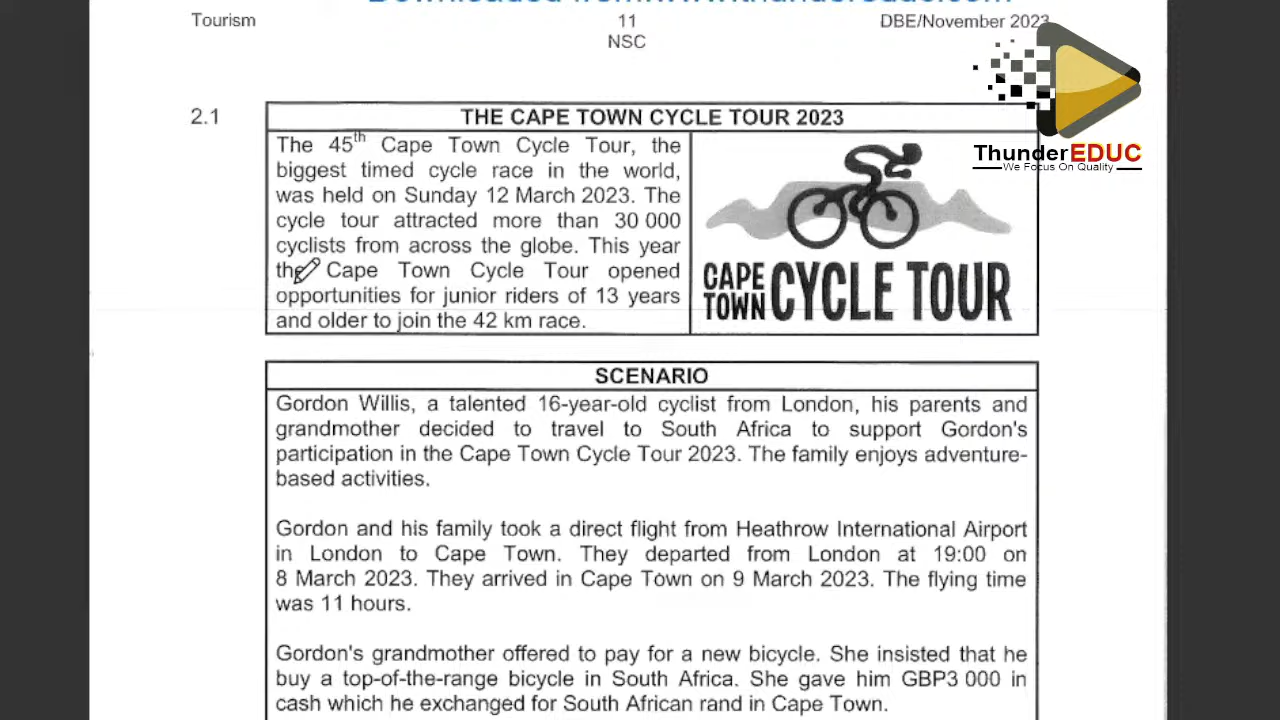 Tourism 11 DBE/November 2023
NSC
ThunderEDUC
We Focus On Quality
2.1 THE CAPE TOWN CYCLE TOUR 2023
The 45th Cape Town Cycle Tour, the
biggest timed cycle race in the world,
was held on Sunday 12 March 2023. The
cycle tour attracted more than 30 000
cyclists from across the globe. This year
the Cape Town Cycle Tour opened
opportunities for junior riders of 13 years
and older to join the 42 km race.
CAPE TOWN CYCLE TOUR
SCENARIO
Gordon Willis, a talented 16-year-old cyclist from London, his parents and
grandmother decided to travel to South Africa to support Gordon's
participation in the Cape Town Cycle Tour 2023. The family enjoys adventure-
based activities.
Gordon and his family took a direct flight from Heathrow International Airport
in London to Cape Town. They departed from London at 19:00 on
8 March 2023. They arrived in Cape Town on 9 March 2023. The flying time
was 11 hours.
Gordon's grandmother offered to pay for a new bicycle. She insisted that he
buy a top-of-the-range bicycle in South Africa. She gave him GBP3 000 in
cash which he exchanged for South African rand in Cape Town.